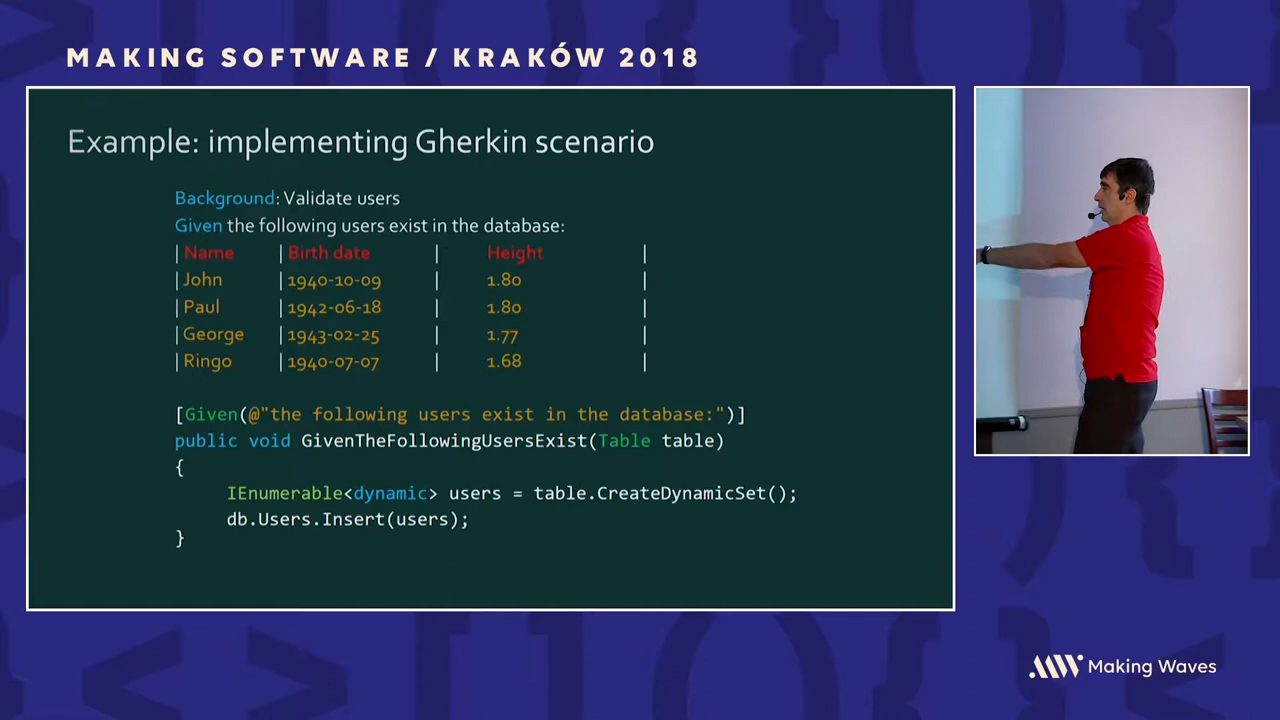 MAKING SOFTWARE / KRAKÓW 2018
Example: implementing Gherkin scenario
Background: Validate users
Given the following users exist in the database:
| Name | Birth date | Height |
| John | 1940-10-09 | 1.80 |
| Paul | 1942-06-18 | 1.80 |
| George | 1943-02-25 | 1.77 |
| Ringo | 1940-07-07 | 1.68 |
[Given(@"the following users exist in the database:")]
public void GivenTheFollowingUsersExist(Table table)
{
IEnumerable<dynamic> users = table.CreateDynamicSet();
db.Users.Insert(users);
}
Making Waves